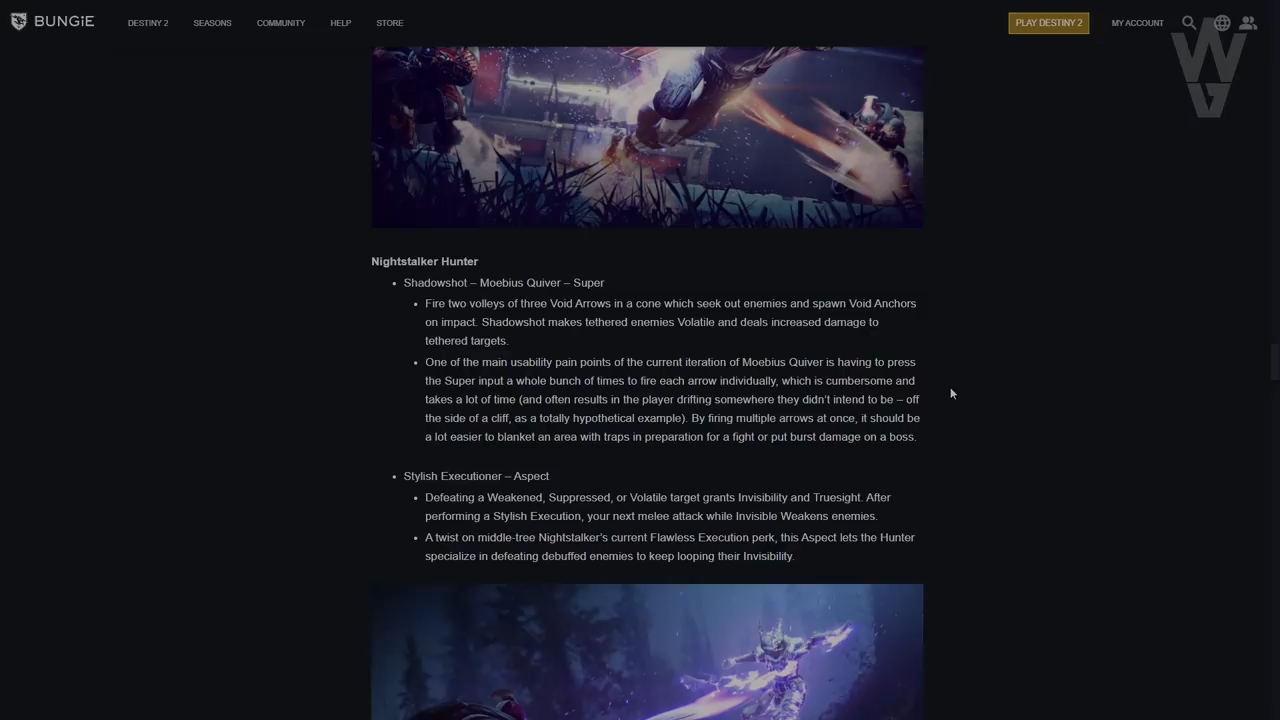 BUNGiE DESTINY 2 SEASONS COMMUNITY HELP STORE PLAY DESTINY 2 MY ACCOUNT
WG
Nightstalker Hunter
• Shadowshot – Moebius Quiver – Super
• Fire two volleys of three Void Arrows in a cone which seek out enemies and spawn Void Anchors
on impact. Shadowshot makes tethered enemies Volatile and deals increased damage to
tethered targets.
• One of the main usability pain points of the current iteration of Moebius Quiver is having to press
the Super input a whole bunch of times to fire each arrow individually, which is cumbersome and
takes a lot of time (and often results in the player drifting somewhere they didn't intend to be – off
the side of a cliff, as a totally hypothetical example). By firing multiple arrows at once, it should be
a lot easier to blanket an area with traps in preparation for a fight or put burst damage on a boss.
• Stylish Executioner – Aspect
• Defeating a Weakened, Suppressed, or Volatile target grants Invisibility and Truesight. After
performing a Stylish Execution, your next melee attack while Invisible Weakens enemies.
• A twist on middle-tree Nightstalker's current Flawless Execution perk, this Aspect lets the Hunter
specialize in defeating debuffed enemies to keep looping their Invisibility.